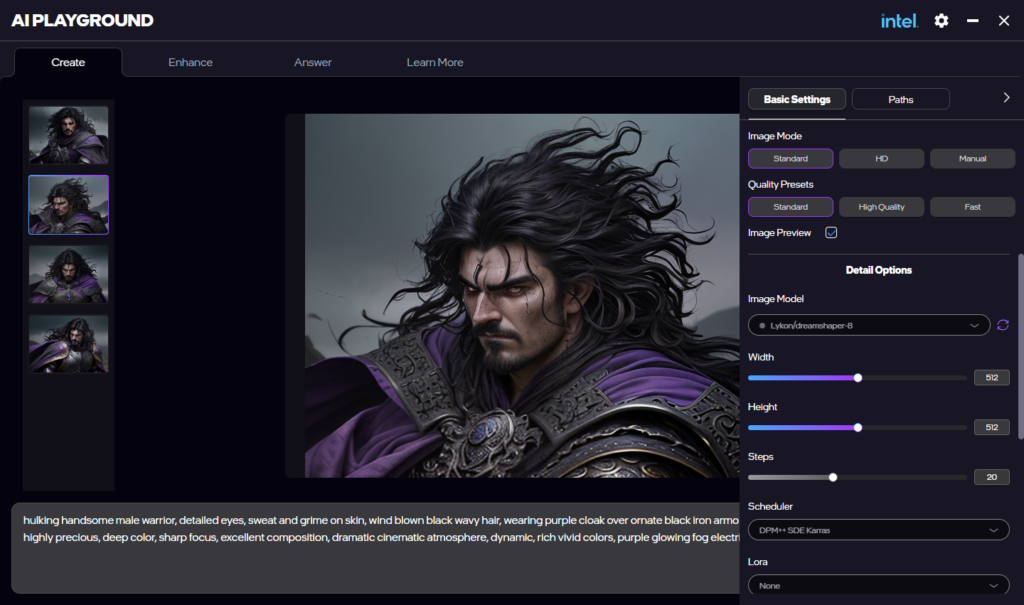 AI PLAYGROUND
intel.
Create Enhance Answer Learn More
Basic Settings Paths
Image Mode
Standard HD Manual
Quality Presets
Standard High Quality Fast
Image Preview
Detail Options
Image Model
Lykon/dreamshaper-8
Width
512
Height
512
Steps
20
Scheduler
DPM++ SDE Karras
Lora
None
hulking handsome male warrior, detailed eyes, sweat and grime on skin, wind blown black wavy hair, wearing purple cloak over ornate black iron armo
highly precious, deep color, sharp focus, excellent composition, dramatic cinematic atmosphere, dynamic, rich vivid colors, purple glowing fog electri